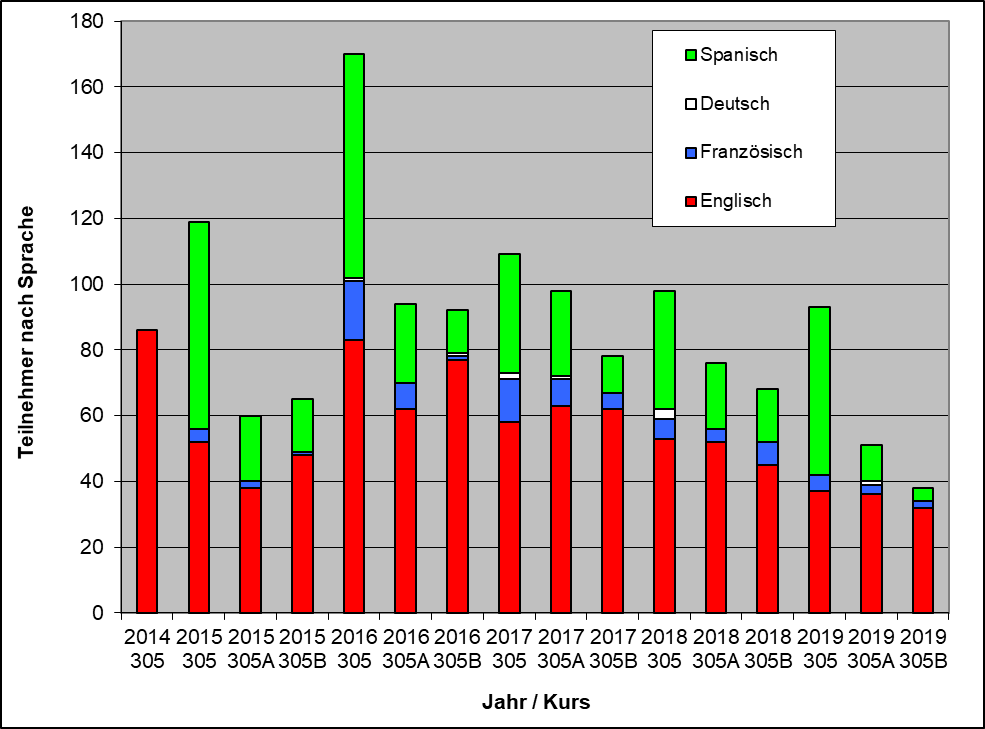 180
160
140
120
100
80
60
40
20
0
Teilnehmer nach Sprache
Spanisch
Deutsch
Französisch
Englisch
2014 2015 2015 2015 2016 2016 2016 2017 2017 2017 2018 2018 2018 2019 2019 2019
305 305 305A 305B 305 305A 305B 305 305A 305B 305 305A 305B 305 305A 305B
Jahr / Kurs